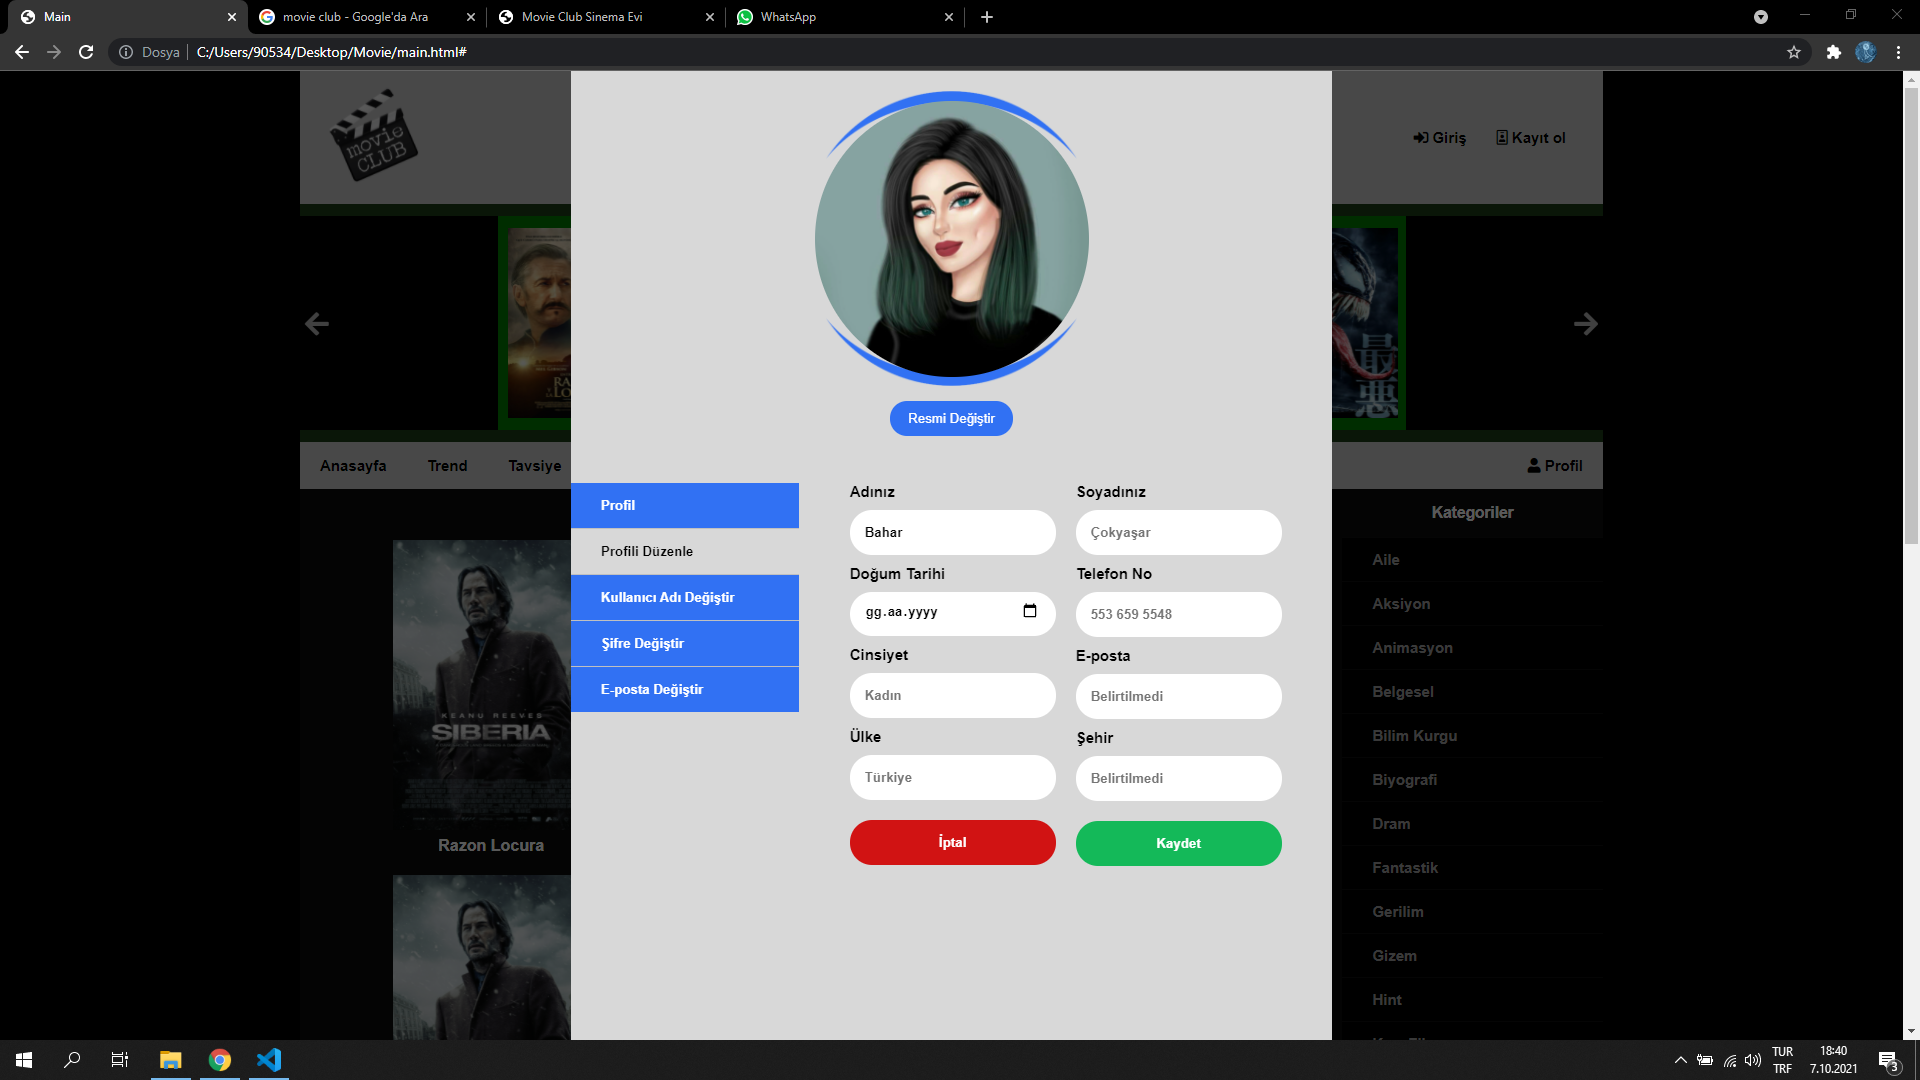 Main
movie club - Google'da Ara
Movie Club Sinema Evi
WhatsApp
Dosya
C:/Users/90534/Desktop/Movie/main.html#
movie
CLUB
Giriş
Kayıt ol
最
悪
Resmi Değiştir
Anasayfa
Trend
Tavsiye
Profil
Profil
Profili Düzenle
Kullanıcı Adı Değiştir
Şifre Değiştir
E-posta Değiştir
Adınız
Soyadınız
Bahar
Çokyaşar
Doğum Tarihi
Telefon No
gg.aa.yyyy
553 659 5548
Cinsiyet
E-posta
Kadın
Belirtilmedi
Ülke
Şehir
Türkiye
Belirtilmedi
İptal
Kaydet
KEANU REEVES
SIBERIA
Razon Locura
Kategoriler
Aile
Aksiyon
Animasyon
Belgesel
Bilim Kurgu
Biyografi
Dram
Fantastik
Gerilim
Gizem
Hint
TUR
TRF
18:40
7.10.2021
3